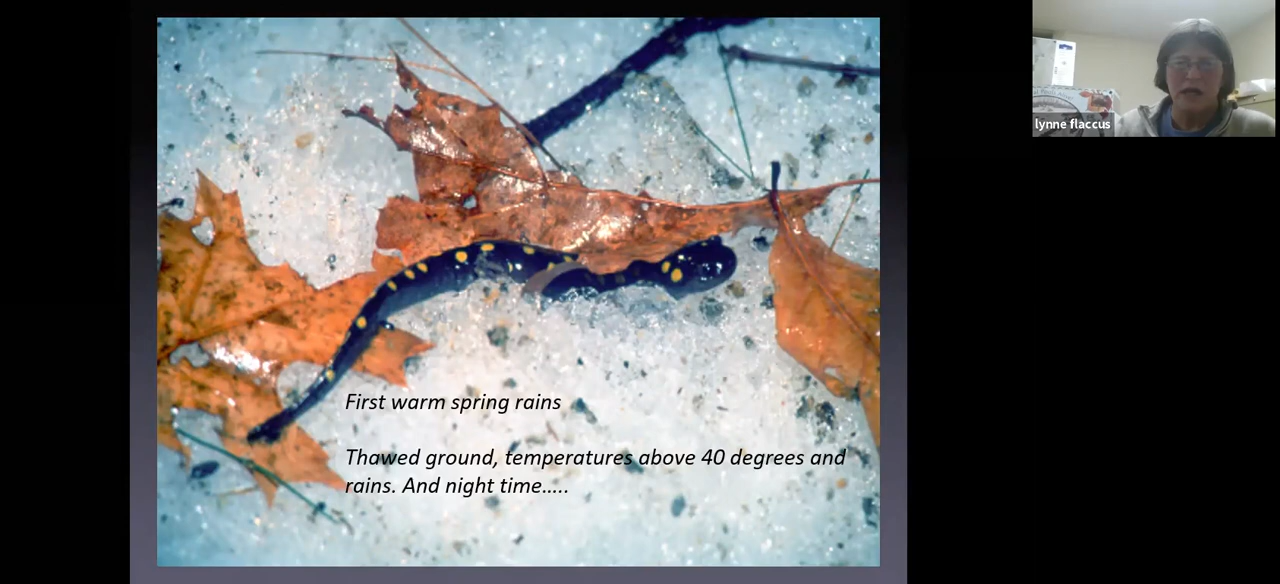 lynne flaccus
First warm spring rains
Thawed ground, temperatures above 40 degrees and
rains. And night time…..